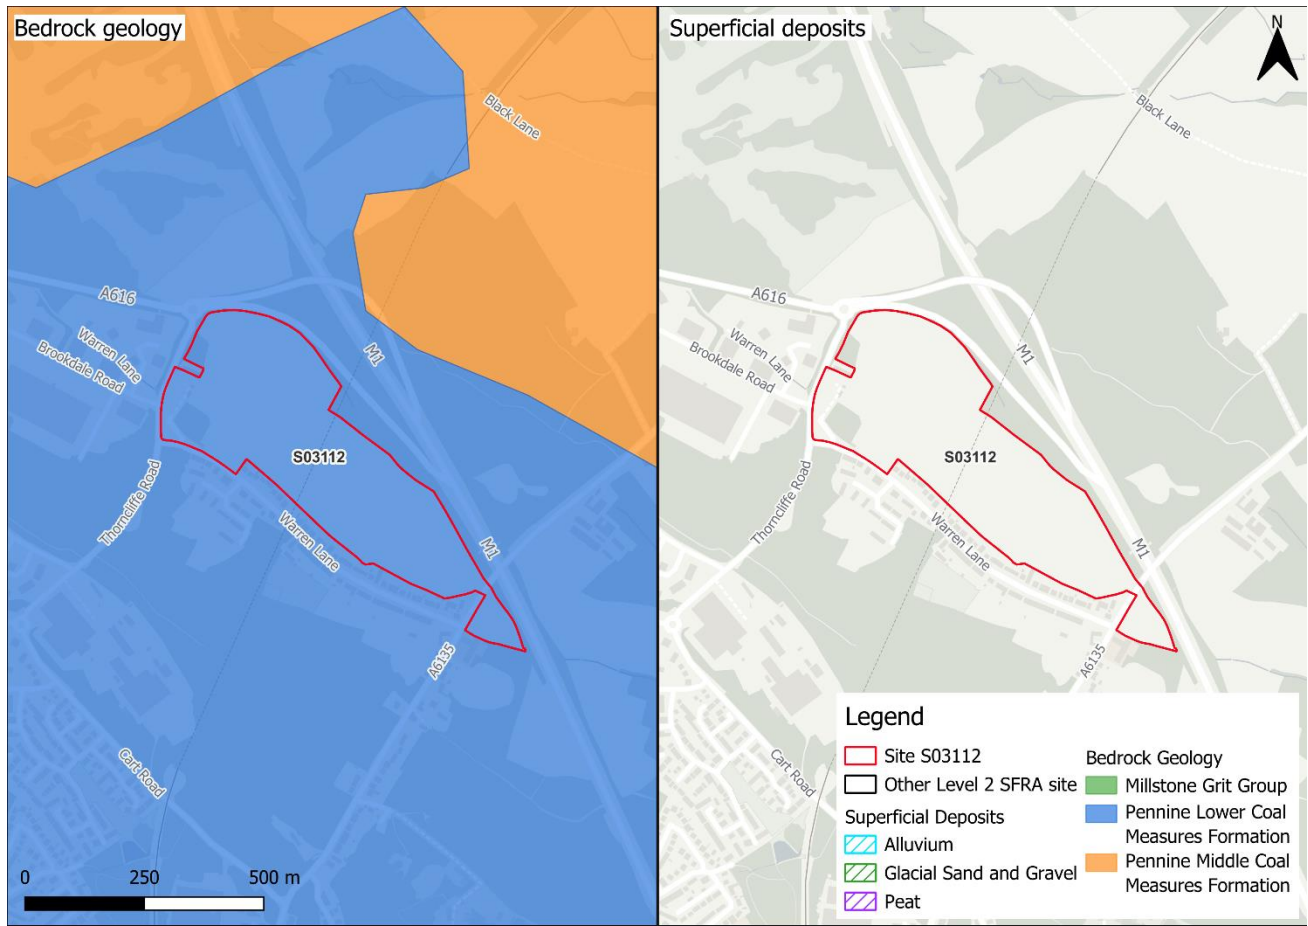 Bedrock geology
Black Lane
A616
Warren Lane
Brookdale Road
M1
S03112
Thorncliffe Road
Warren Lane
M1
A6135
Cart Road
0 250 500 m
Superficial deposits
N
Black Lane
A616
Warren Lane
Brookdale Road
M1
S03112
Thorncliffe Road
Warren Lane
M1
A6135
Cart Road
Legend
Site S03112
Other Level 2 SFRA site
Superficial Deposits
Alluvium
Glacial Sand and Gravel
Peat
Bedrock Geology
Millstone Grit Group
Pennine Lower Coal
Measures Formation
Pennine Middle Coal
Measures Formation